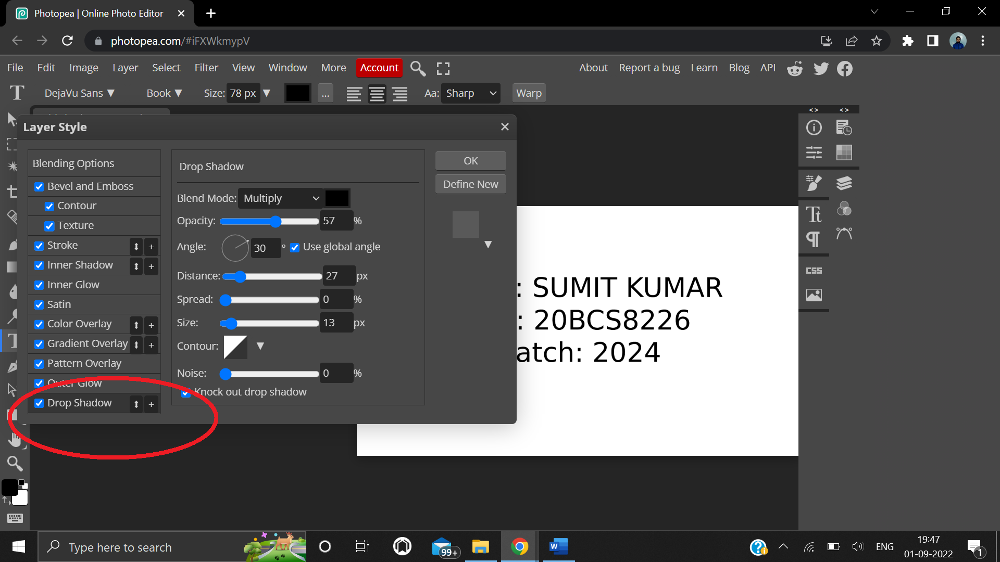 Photopea | Online Photo Editor
photopea.com/#iFXWkmypV
File Edit Image Layer Select Filter View Window More Account About Report a bug Learn Blog API
T DejaVu Sans Book Size: 78 px ... Aa: Sharp Warp
Layer Style
Blending Options
Bevel and Emboss
Contour
Texture
Stroke
Inner Shadow
Inner Glow
Satin
Color Overlay
Gradient Overlay
Pattern Overlay
Outer Glow
Drop Shadow
Drop Shadow
Blend Mode: Multiply
Opacity: 57 %
Angle: 30 ° Use global angle
Distance: 27 px
Spread: 0 %
Size: 13 px
Contour:
Noise: 0 %
Knock out drop shadow
OK
Define New
: SUMIT KUMAR
: 20BCS8226
atch: 2024
CSS
Type here to search
99+
ENG
19:47
01-09-2022
1